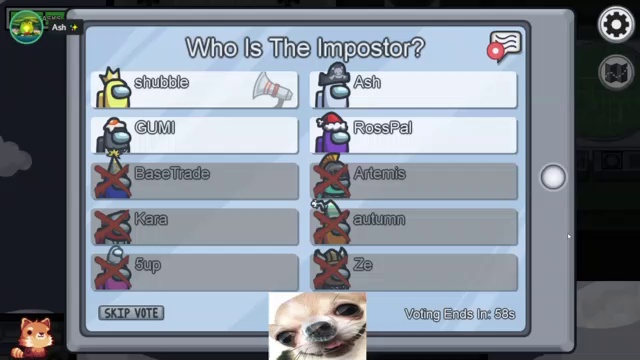 Ash
Who Is The Impostor?
shubble
Ash
GUMI
RossPal
BaseTrade
Artemis
Kara
autumn
5up
Ze
SKIP VOTE
Voting Ends In: 58s